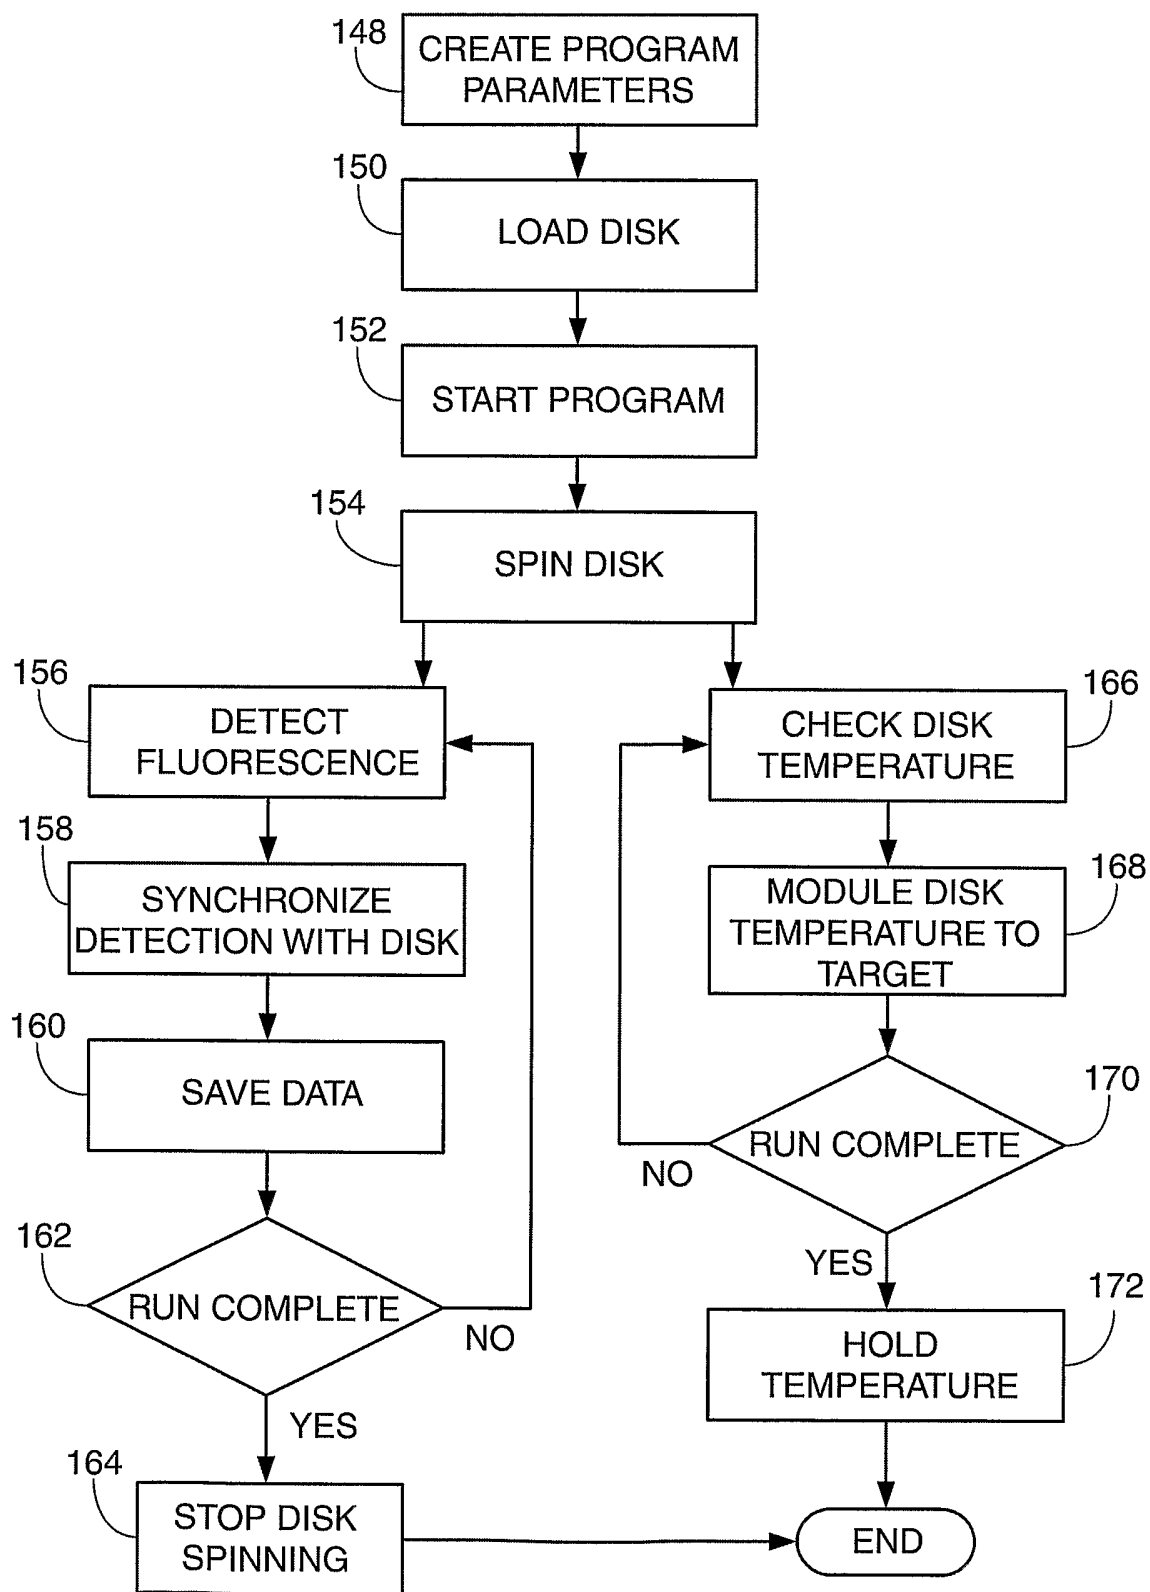 148
CREATE PROGRAM
PARAMETERS
150
LOAD DISK
152
START PROGRAM
154
SPIN DISK
156
DETECT
FLUORESCENCE
158
SYNCHRONIZE
DETECTION WITH DISK
160
SAVE DATA
162
RUN COMPLETE
NO
YES
164
STOP DISK
SPINNING
166
CHECK DISK
TEMPERATURE
168
MODULE DISK
TEMPERATURE TO
TARGET
170
RUN COMPLETE
NO
YES
172
HOLD
TEMPERATURE
END